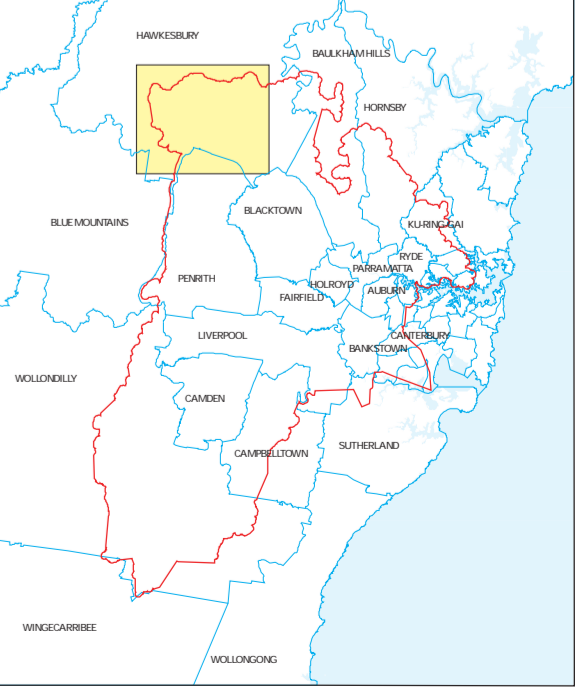 HAWKESBURY
BAULKHAM HILLS
HORNSBY
BLACKTOWN
BLUE MOUNTAINS
KU-RING-GAI
RYDE
PARRAMATTA
PENRITH
HOLROYD
AUBURN
FAIRFIELD
LIVERPOOL
CANTERBURY
BANKSTOWN
WOLLONDILLY
CAMDEN
SUTHERLAND
CAMPBELLTOWN
WINGECARRIBEE
WOLLONGONG